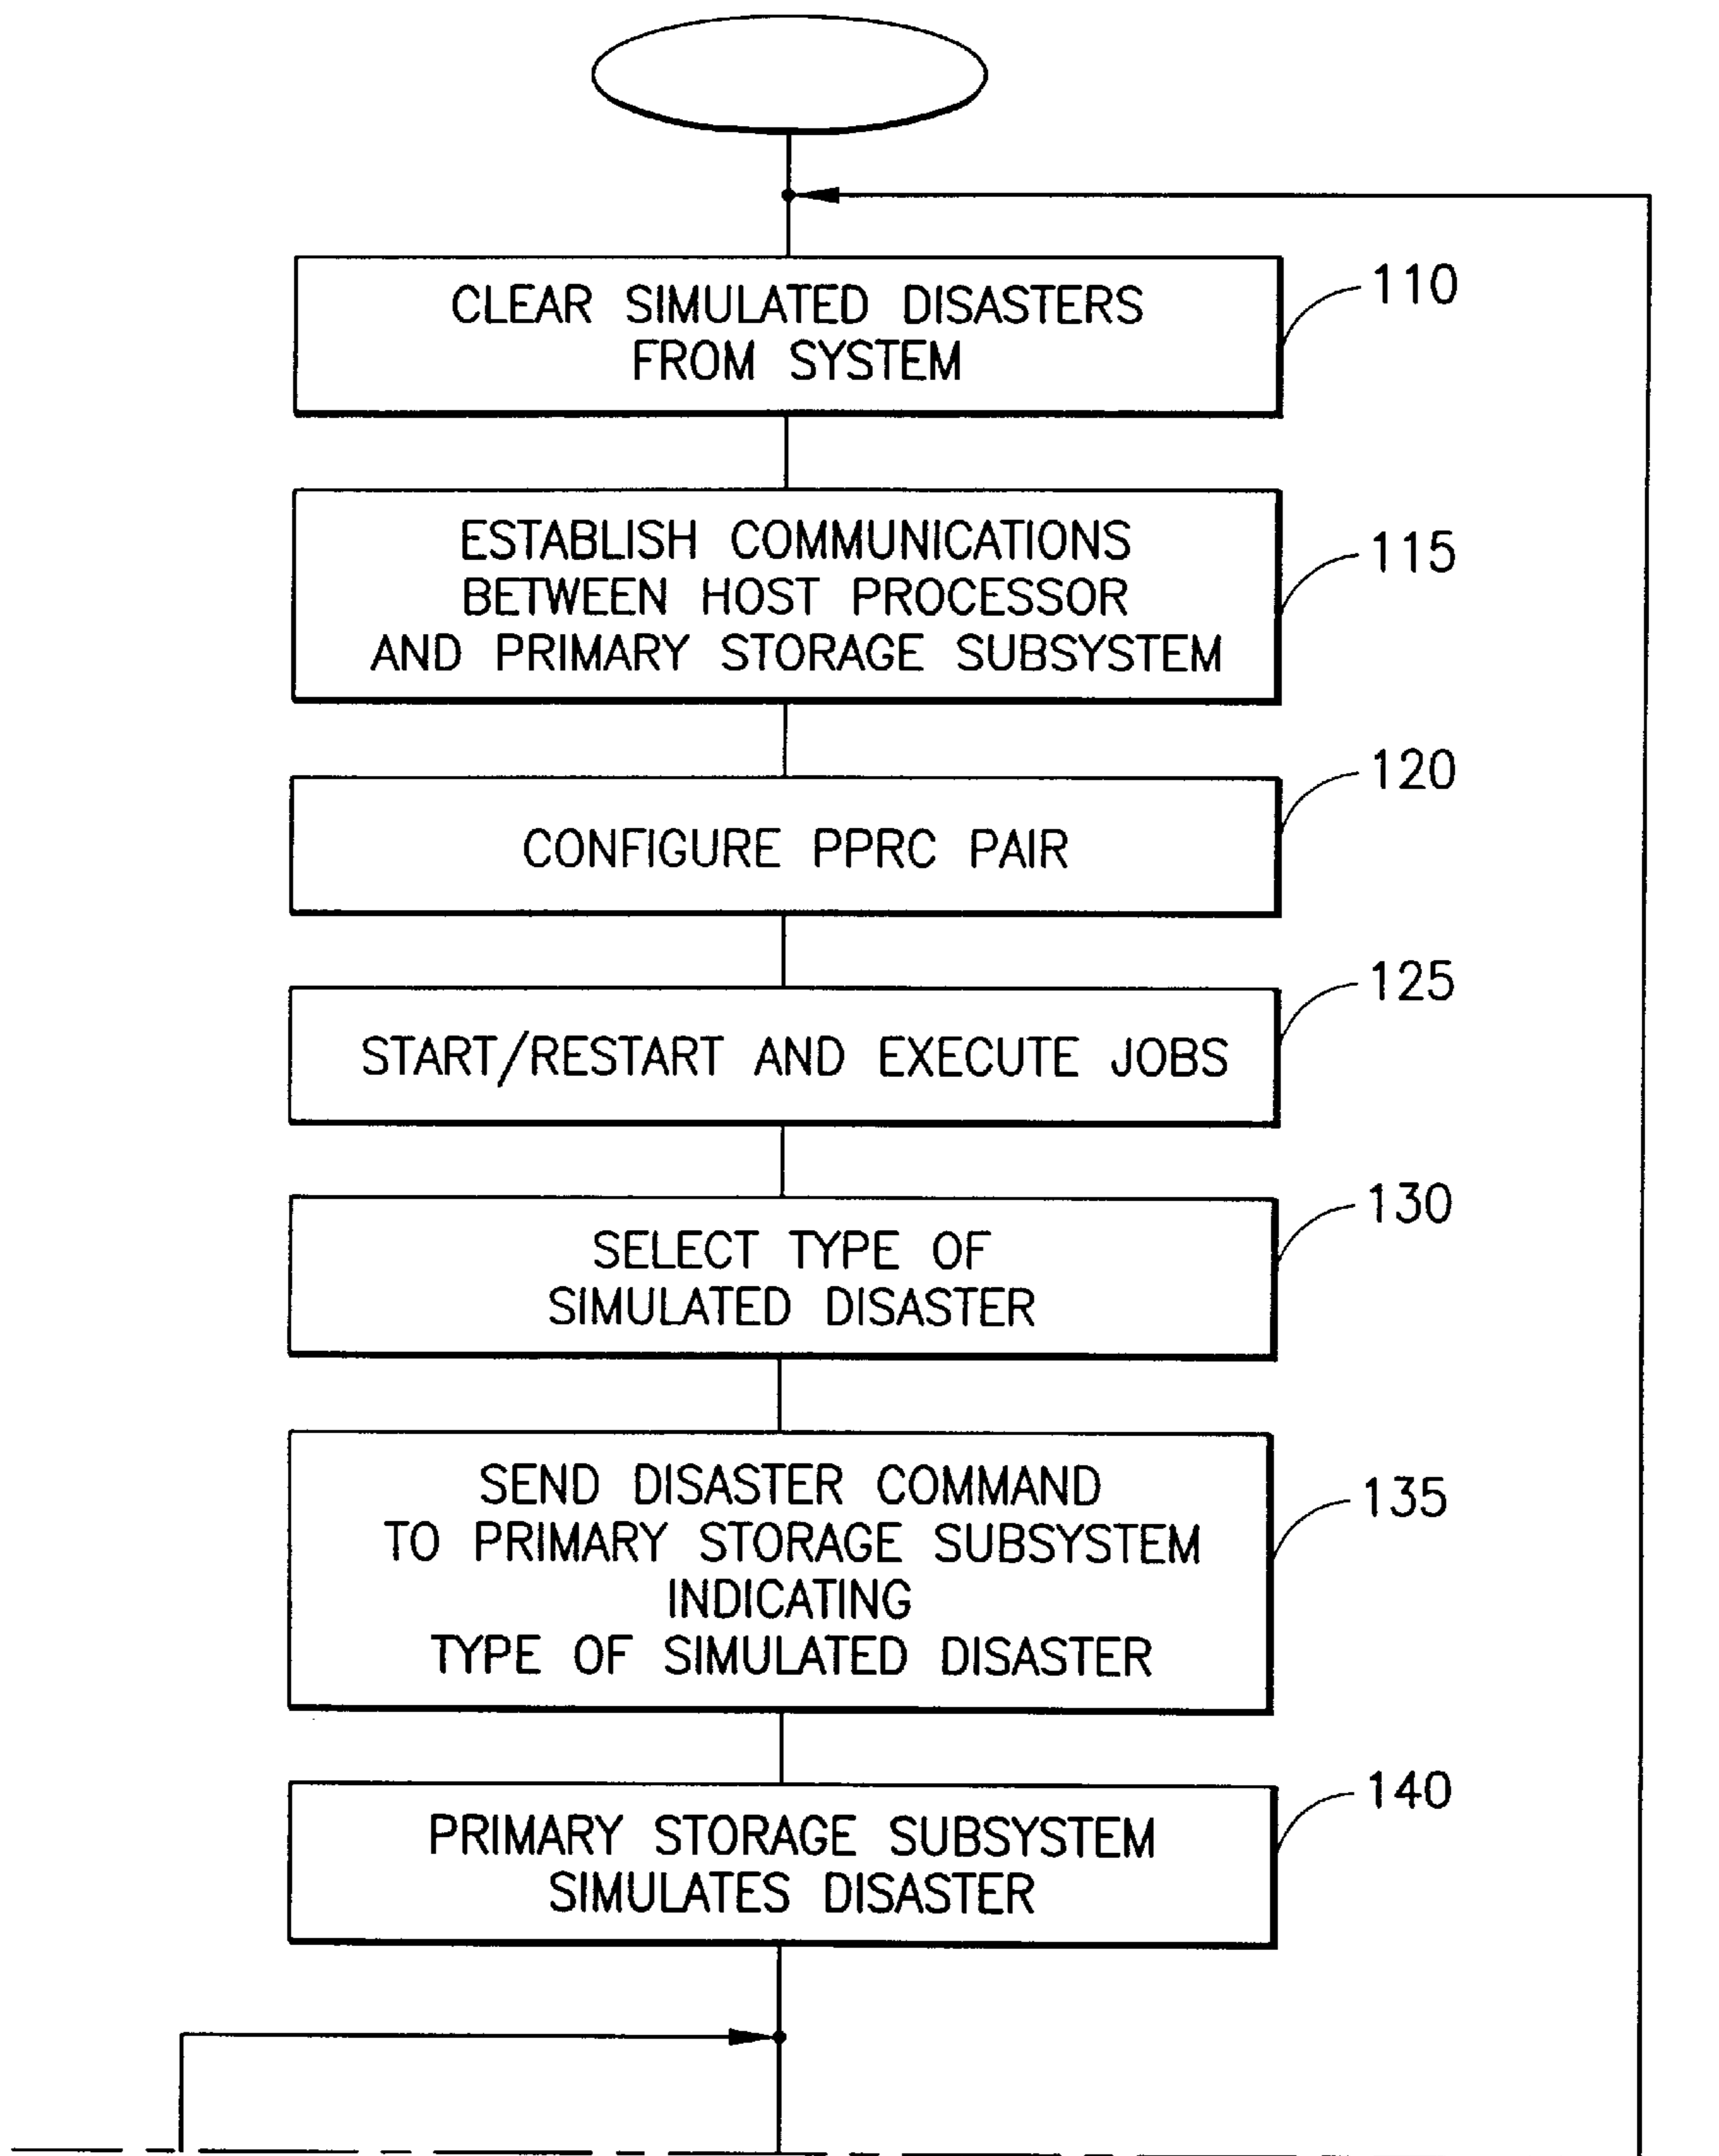 CLEAR SIMULATED DISASTERS
FROM SYSTEM
110
ESTABLISH COMMUNICATIONS
BETWEEN HOST PROCESSOR
AND PRIMARY STORAGE SUBSYSTEM
115
CONFIGURE PPRC PAIR
120
START/RESTART AND EXECUTE JOBS
125
SELECT TYPE OF
SIMULATED DISASTER
130
SEND DISASTER COMMAND
TO PRIMARY STORAGE SUBSYSTEM
INDICATING
TYPE OF SIMULATED DISASTER
135
PRIMARY STORAGE SUBSYSTEM
SIMULATES DISASTER
140